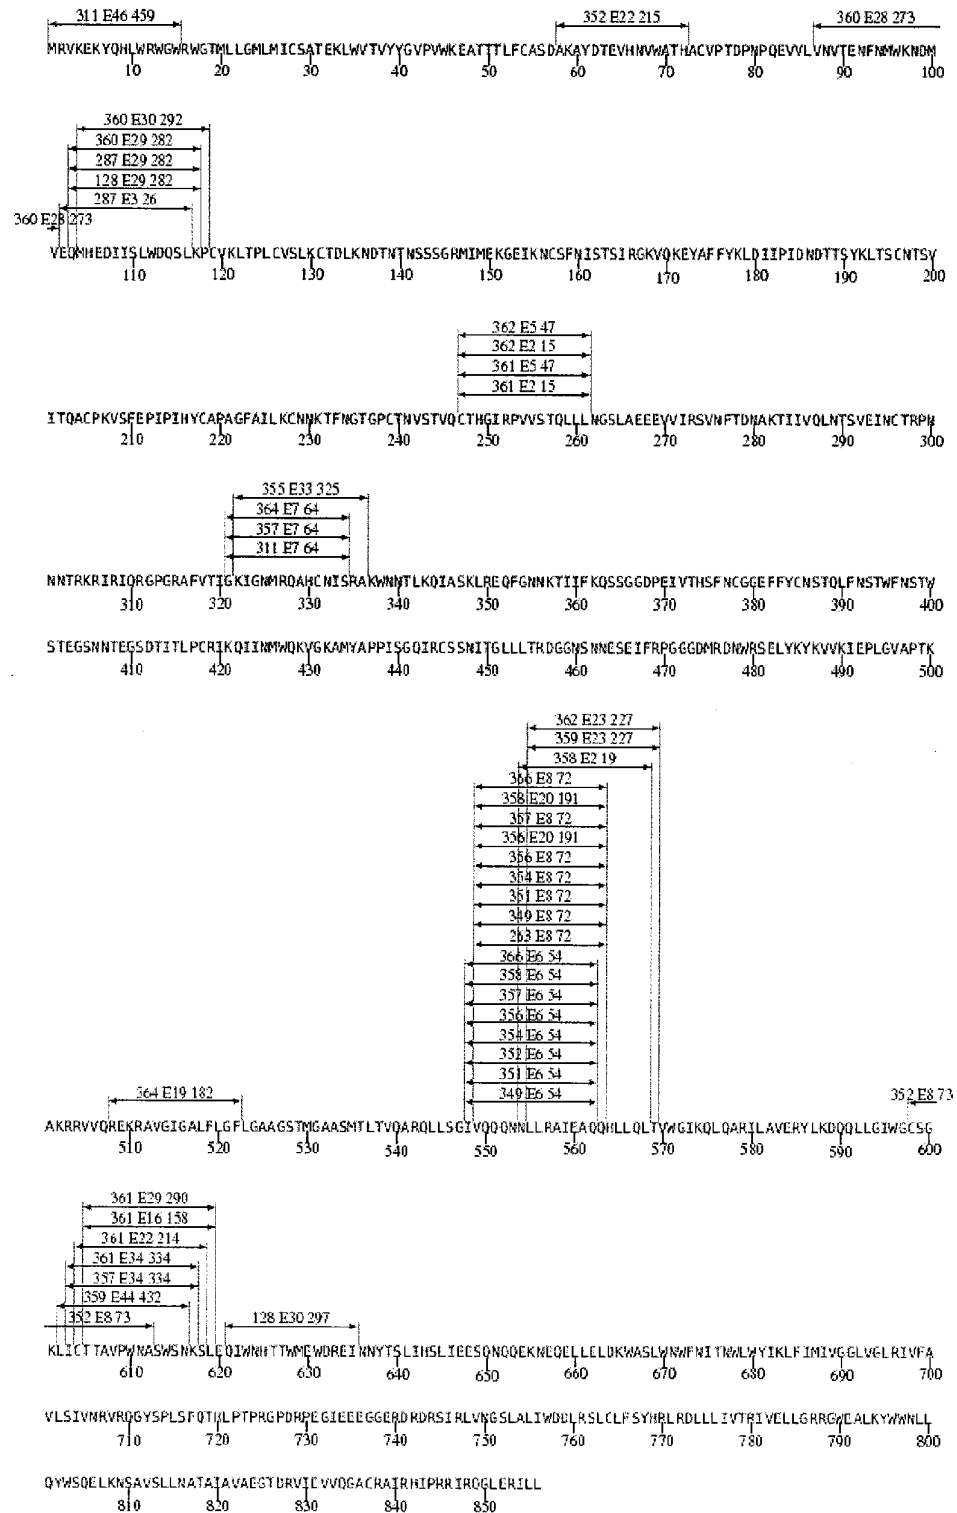 311 E46 459
352 E22 215
360 E28 273
MRVKEKYQHLWRWGWRWGTMLLGMLMICSATEKLWVTVYYGVPVWKEATTTLFCASDAKAYDTEVHNVWATHACVPTDPNPQEVVLVNVTENFNMWKNDM
10 20 30 40 50 60 70 80 90 100
360 E30 292
360 E29 282
287 E29 282
128 E29 282
287 E3 26
360 E28 273
VEQMHEDIISLWDQSLKPCVKLTPLCVSLKCTDLKNDTNTNSSSGRMIMEKGEIKNCSFNISTSIRGKVQKEYAFFYKLDIIPIDNDTTSYKLTSCNTSV
110 120 130 140 150 160 170 180 190 200
362 E5 47
362 E2 15
361 E5 47
361 E2 15
ITQACPKVSFEPIPIHYCAPAGFAILKCNNKTFNGTGPCTNVSTVQCTHGIRPVVSTQLLLNGSLAEEEVVIRSVNFTDNAKTIIVQLNTSVEINCTRPN
210 220 230 240 250 260 270 280 290 300
355 E33 325
364 E7 64
357 E7 64
311 E7 64
NNTRKRIRIQRGPGRAFVTIGKIGNMRQAHCNISRAKWNNTLKQIASKLREQFGNNKTIIFKQSSGGDPEIVTHSFNCGGEFFYCNSTQLFNSTWFNSTW
310 320 330 340 350 360 370 380 390 400
STEGSNNTEGSDTITLPCRIKQIINMWQKVGKAMYAPPISGQIRCSSNITGLLLTRDGGNSNNESEIFRPGGGDMRDNWRSELYKYKVVKIEPLGVAPTK
410 420 430 440 450 460 470 480 490 500
362 E23 227
359 E23 227
358 E2 19
366 E8 72
358 E20 191
357 E8 72
356 E20 191
356 E8 72
354 E8 72
351 E8 72
349 E8 72
263 E8 72
366 E6 54
358 E6 54
357 E6 54
356 E6 54
354 E6 54
352 E6 54
351 E6 54
349 E6 54
364 E19 182
352 E8 73
AKRRVVQREKRAVGIGALFLGFLGAAGSTMGAASMTLTVQARQLLSGIVQQQNNLLRAIEAQQHLLQLTVWGIKQLQARILAVERYLKDQQLLGIWGCSG
510 520 530 540 550 560 570 580 590 600
361 E29 290
361 E16 158
361 E22 214
361 E34 334
357 E34 334
359 E44 432
352 E8 73
128 E30 297
KLICTTAVPWNASWSNKSLEQIWNHTTWMEWDREINNYTSLIHSLIEESQNQQEKNEQELLELDKWASLWNWFNITNWLWYIKLFIMIVGGLVGLRIVFA
610 620 630 640 650 660 670 680 690 700
VLSIVNRVRQGYSPLSFQTHLPTPRGPDRPEGIEEEGGERDRDRSIRLVNGSLALIWDDLRSLCLFSYHRLRDLLLIVTRIVELLGRRGWEALKYWWNLL
710 720 730 740 750 760 770 780 790 800
QYWSQELKNSAVSLLNATAIAVAEGTDRVIEVVQGACRAIRHIPRRIRQGLERILL
810 820 830 840 850